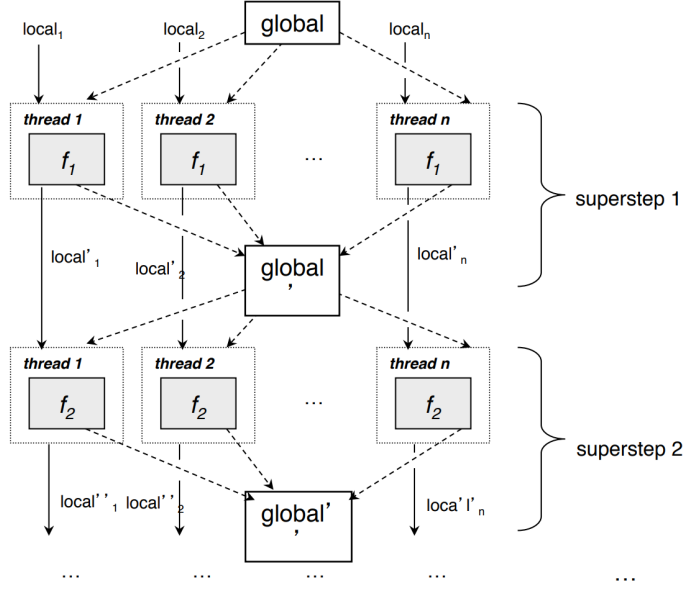 local1 local2 global localn
thread 1 thread 2 thread n
f1 f1 ... f1
superstep 1
local'1 local'2 global local'n
'
thread 1 thread 2 thread n
f2 f2 ... f2
superstep 2
local''1 local''2 global' loca'l'n
'
... ... ... ... ...